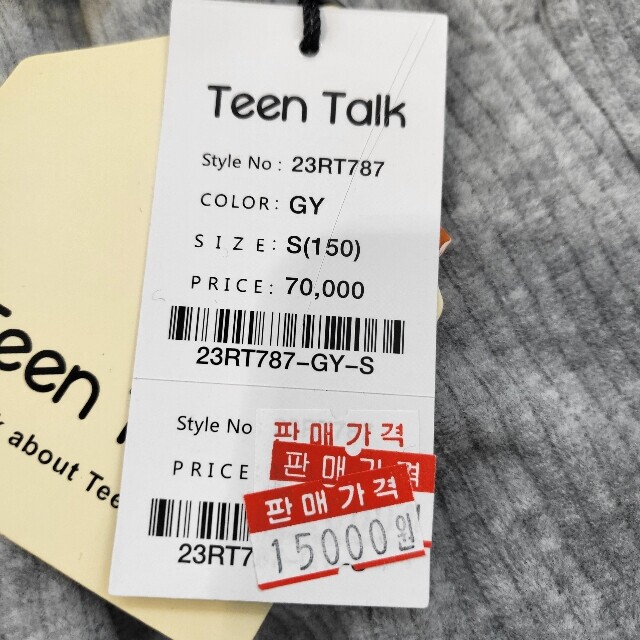 Teen Talk
Style No : 23RT787
COLOR: GY
SIZE: S(150)
PRICE: 70,000
23RT787-GY-S
Style No
PRICE
판매가격
판매가격
판매가격
15000원
23RT7
een
about Tee